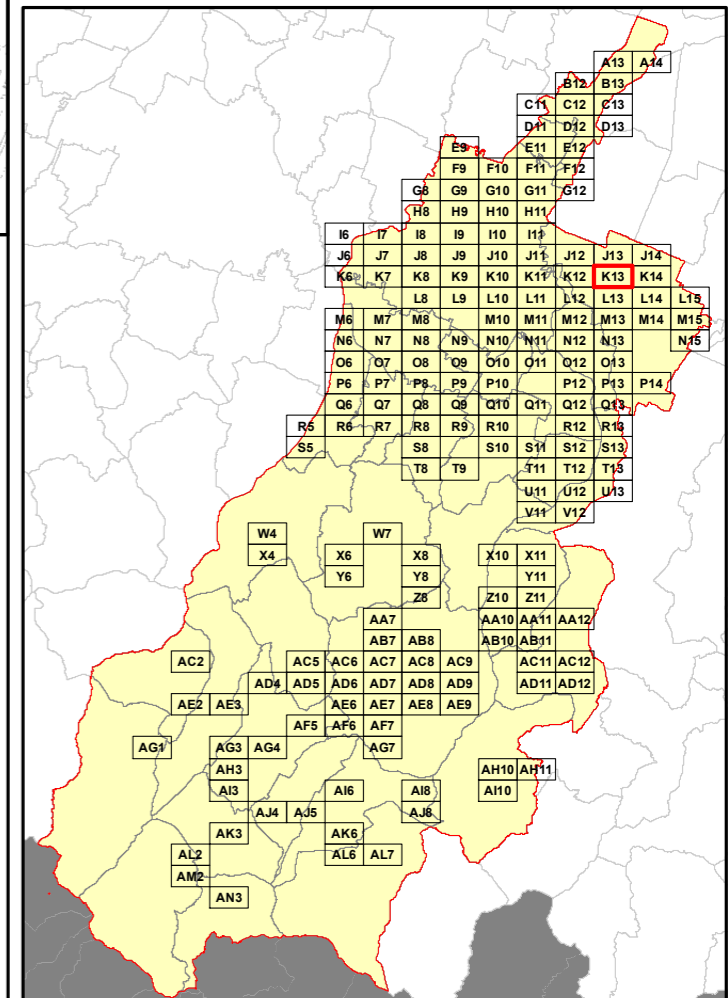 A13 A14
B12 B13
C11 C12 C13
D11 D12 D13
E9 E11 E12
F9 F10 F11 F12
G8 G9 G10 G11 G12
H8 H9 H10 H11
I6 I7 I8 I9 I10 I11
J6 J7 J8 J9 J10 J11 J12 J13 J14
K6 K7 K8 K9 K10 K11 K12 K13 K14
L8 L9 L10 L11 L12 L13 L14 L15
M6 M7 M8 M10 M11 M12 M13 M14 M15
N6 N7 N8 N9 N10 N11 N12 N13 N15
O6 O7 O8 O9 O10 O11 O12 O13
P6 P7 P8 P9 P10 P12 P13 P14
Q6 Q7 Q8 Q9 Q10 Q11 Q12 Q13
R5 R6 R7 R8 R9 R10 R12 R13
S5 S8 S10 S11 S12 S13
T8 T9 T11 T12 T13
U11 U12 U13
V11 V12
W4 W7
X4 X6 X8 X10 X11
Y6 Y8 Y11
Z8 Z10 Z11
AA7 AA10 AA11 AA12
AB7 AB8 AB10 AB11
AC2 AC5 AC6 AC7 AC8 AC9 AC11 AC12
AD4 AD5 AD6 AD7 AD8 AD9 AD11 AD12
AE2 AE3 AE6 AE7 AE8 AE9
AF5 AF6 AF7
AG1 AG3 AG4 AG7
AH3 AH10 AH11
AI3 AI6 AI8 AI10
AJ4 AJ5 AJ8
AK3 AK6
AL2 AL6 AL7
AM2
AN3